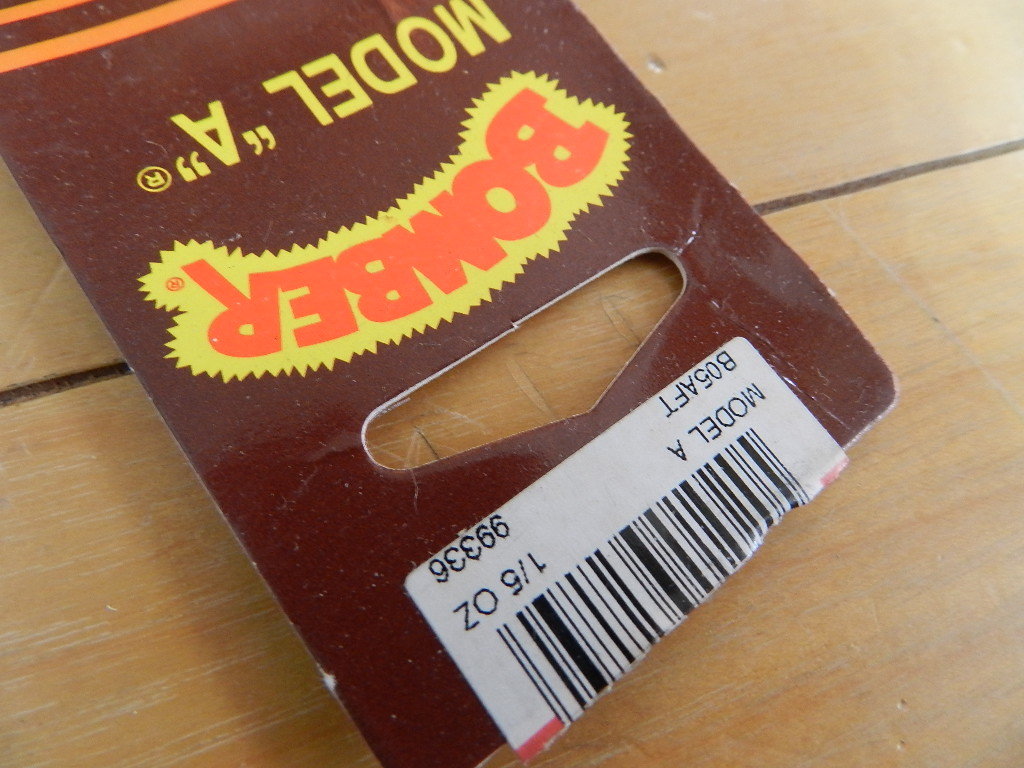 B05AFT 99336
MODEL A 1/5 OZ
BOMBER®
MODEL "A"®